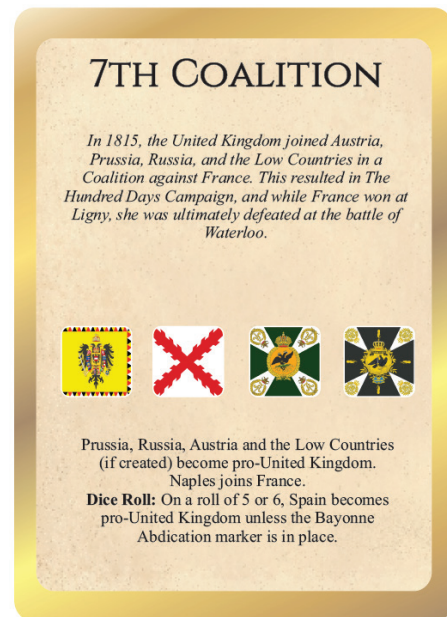 7TH COALITION
In 1815, the United Kingdom joined Austria,
Prussia, Russia, and the Low Countries in a
Coalition against France. This resulted in The
Hundred Days Campaign, and while France won at
Ligny, she was ultimately defeated at the battle of
Waterloo.
Prussia, Russia, Austria and the Low Countries
(if created) become pro-United Kingdom.
Naples joins France.
Dice Roll: On a roll of 5 or 6, Spain becomes
pro-United Kingdom unless the Bayonne
Abdication marker is in place.